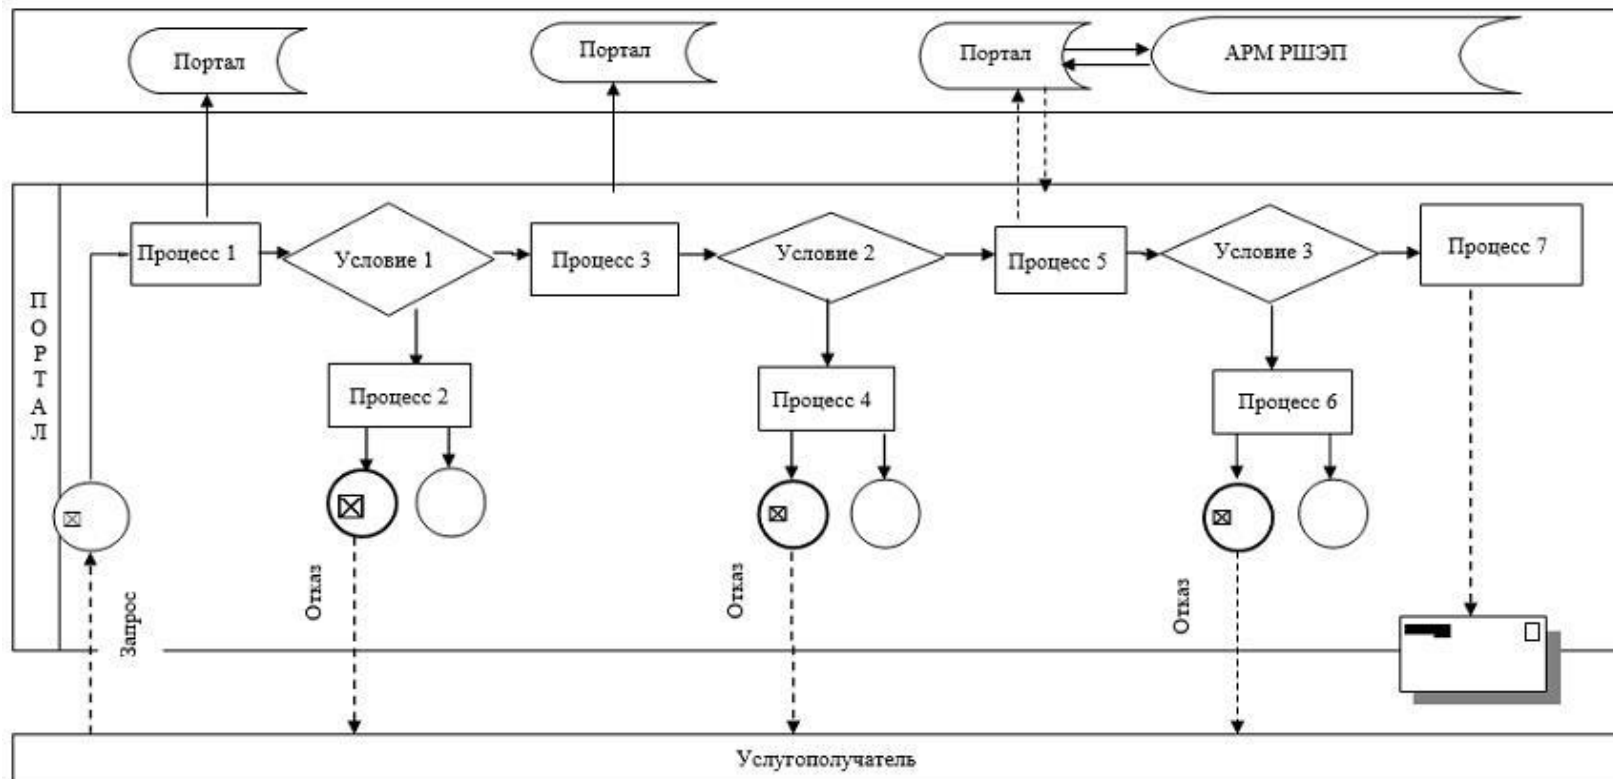 Портал
Портал
Портал
АРМ РШЭП
ПОРТАЛ
Процесс 1
Условие 1
Процесс 3
Условие 2
Процесс 5
Условие 3
Процесс 7
Процесс 2
Процесс 4
Процесс 6
Запрос
Отказ
Отказ
Отказ
Услугополучатель